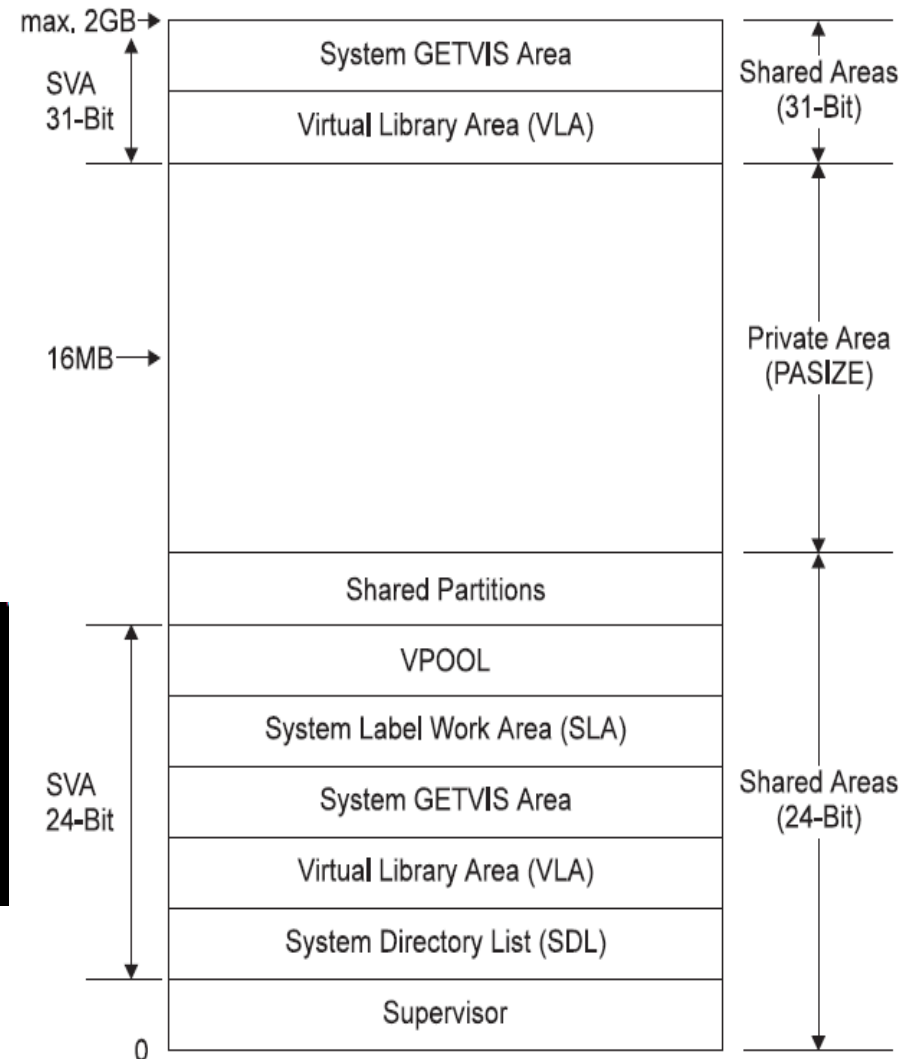 max, 2GB
System GETVIS Area
SVA
31-Bit
Shared Areas
(31-Bit)
Virtual Library Area (VLA)
16MB
Private Area
(PASIZE)
Shared Partitions
VPOOL
System Label Work Area (SLA)
SVA
24-Bit
System GETVIS Area
Shared Areas
(24-Bit)
Virtual Library Area (VLA)
System Directory List (SDL)
Supervisor
0